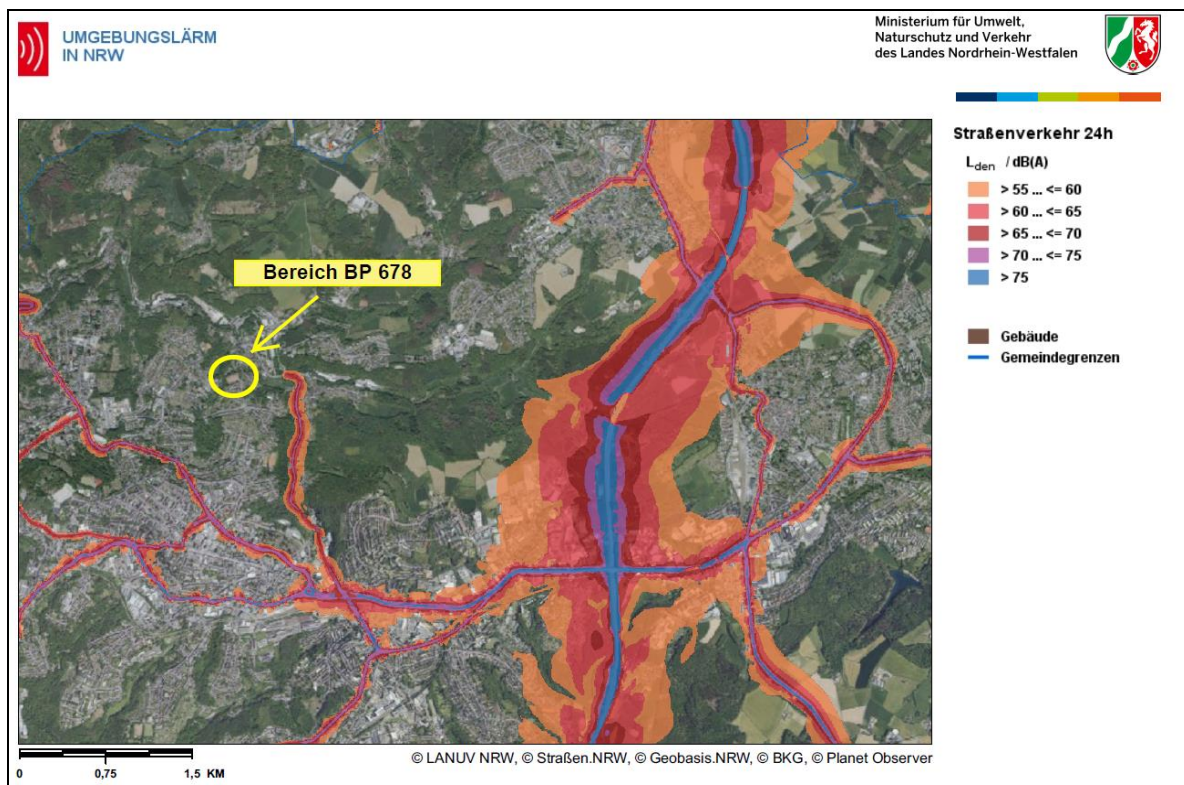 UMGEBUNGSLÄRM
IN NRW
Ministerium für Umwelt,
Naturschutz und Verkehr
des Landes Nordrhein-Westfalen
Straßenverkehr 24h
Lden / dB(A)
> 55 ... <= 60
> 60 ... <= 65
> 65 ... <= 70
> 70 ... <= 75
> 75
Gebäude
Gemeindegrenzen
Bereich BP 678
0 0,75 1,5 KM
© LANUV NRW, © Straßen.NRW, © Geobasis.NRW, © BKG, © Planet Observer